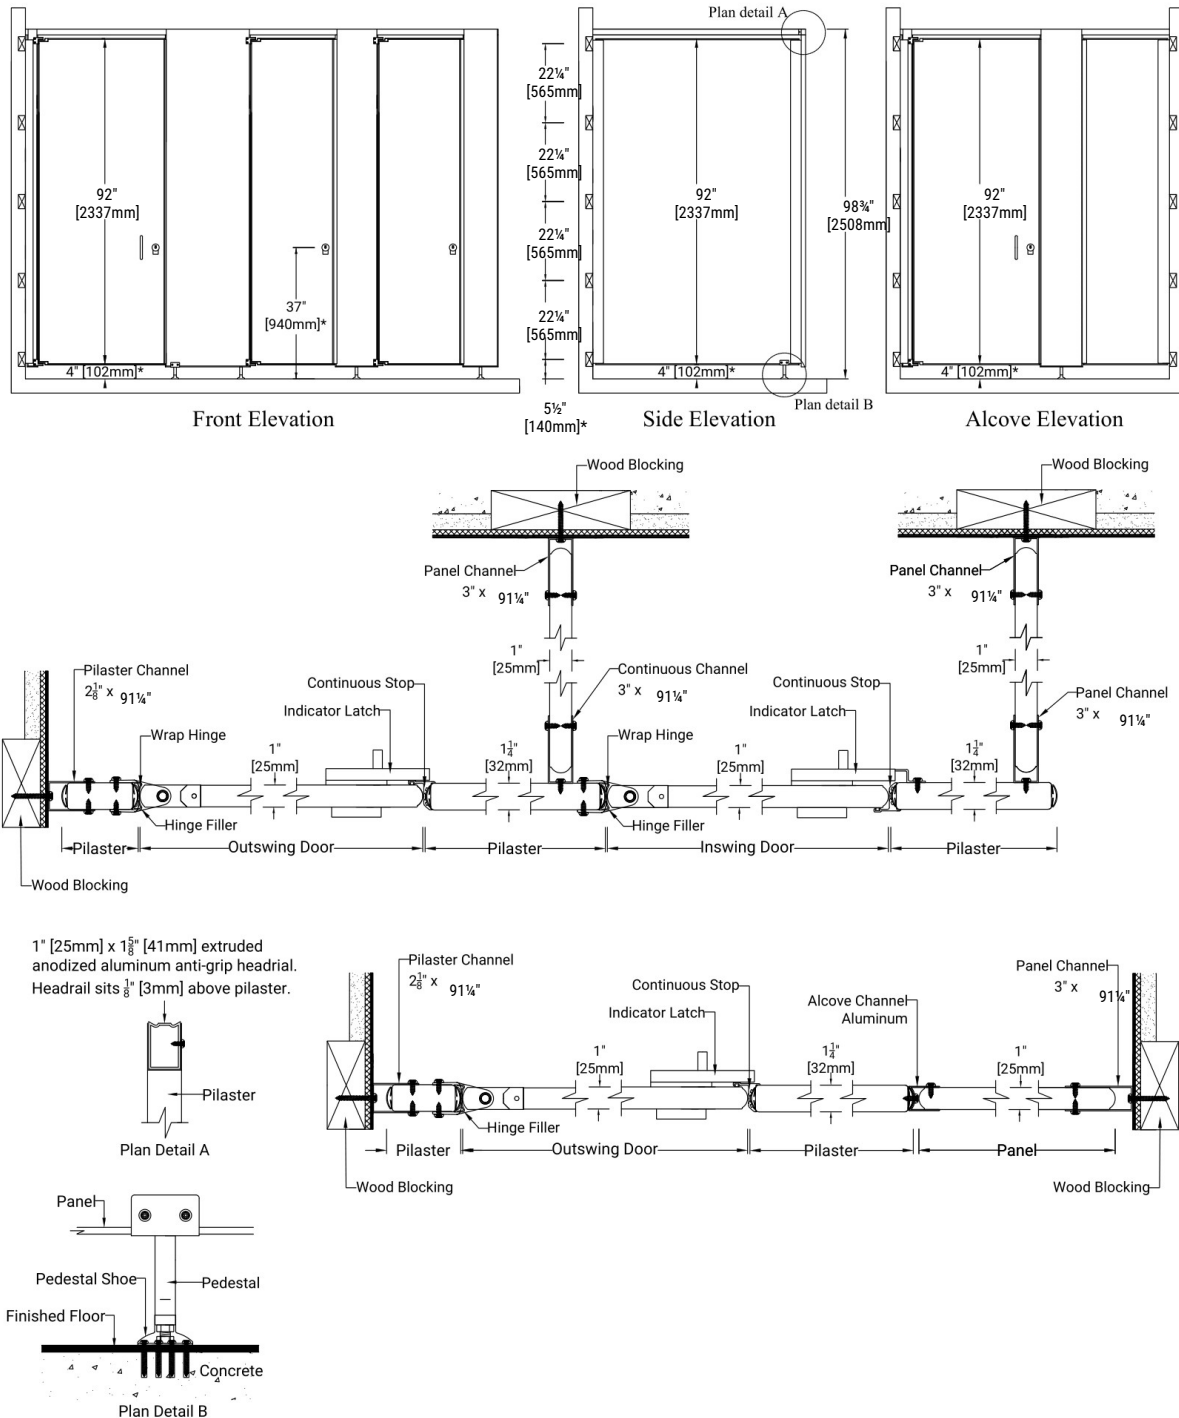 Plan detail A
22¼"
[565mm]
22¼"
[565mm]
22¼"
[565mm]
22¼"
[565mm]
92"
[2337mm]
37"
[940mm]*
4" [102mm]*
92"
[2337mm]
98¾"
[2508mm]
4" [102mm]*
92"
[2337mm]
4" [102mm]*
5½"
[140mm]*
Plan detail B
Front Elevation
Side Elevation
Alcove Elevation
Wood Blocking
Wood Blocking
Panel Channel
3" x 91¼"
Panel Channel
3" x 91¼"
Pilaster Channel
2⅛" x 91¼"
1"
[25mm]
Continuous Stop
Indicator Latch
Continuous Channel
3" x 91¼"
1"
[25mm]
Continuous Stop
Indicator Latch
Panel Channel
3" x 91¼"
Wrap Hinge
1"
[25mm]
1¼"
[32mm]
Wrap Hinge
1"
[25mm]
1¼"
[32mm]
Hinge Filler
Hinge Filler
Pilaster
Outswing Door
Pilaster
Inswing Door
Pilaster
Wood Blocking
1" [25mm] x 1⅝" [41mm] extruded
anodized aluminum anti-grip headrial.
Headrail sits ⅛" [3mm] above pilaster.
Pilaster
Plan Detail A
Pilaster Channel
2⅛" x 91¼"
Continuous Stop
Indicator Latch
Alcove Channel
Aluminum
Panel Channel
3" x 91¼"
1"
[25mm]
1¼"
[32mm]
1"
[25mm]
Hinge Filler
Pilaster
Outswing Door
Pilaster
Panel
Wood Blocking
Wood Blocking
Panel
Pedestal Shoe
Pedestal
Finished Floor
Concrete
Plan Detail B